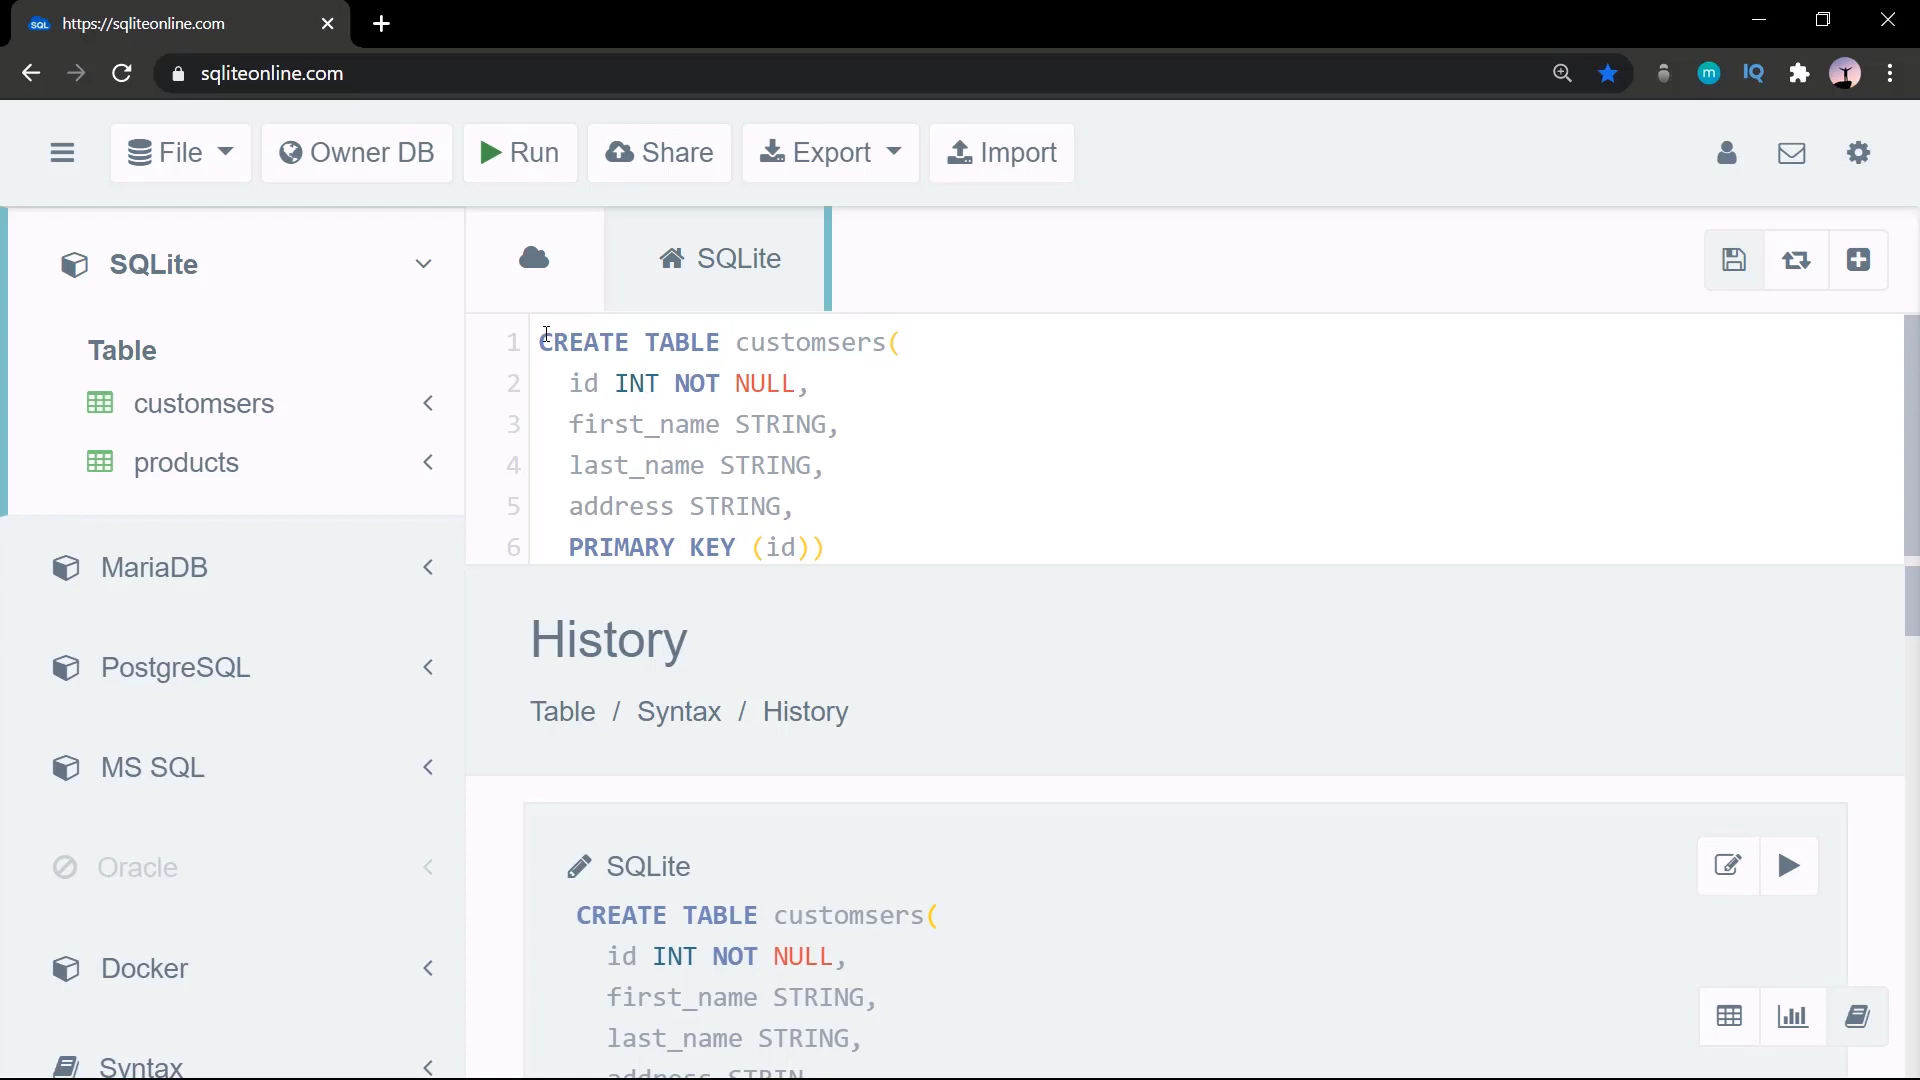 SQL https://sqliteonline.com
sqliteonline.com
m
IQ
File
Owner DB
Run
Share
Export
Import
SQLite
Table
customsers
products
MariaDB
PostgreSQL
MS SQL
Oracle
Docker
Syntax
SQLite
1 CREATE TABLE customsers(
2 id INT NOT NULL,
3 first_name STRING,
4 last_name STRING,
5 address STRING,
6 PRIMARY KEY (id))
History
Table / Syntax / History
SQLite
CREATE TABLE customsers(
id INT NOT NULL,
first_name STRING,
last_name STRING,